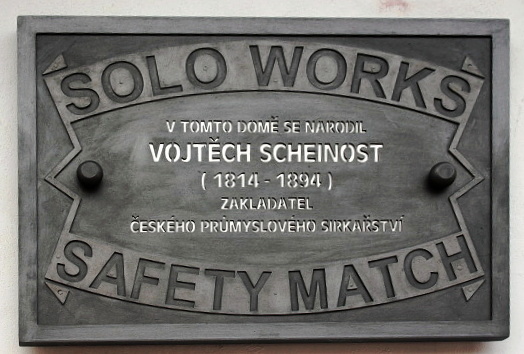 SOLO WORKS
V TOMTO DOMĚ SE NARODIL
VOJTĚCH SCHEINOST
( 1814 - 1894 )
ZAKLADATEL
ČESKÉHO PRŮMYSLOVÉHO SIRKAŘSTVÍ
SAFETY MATCH